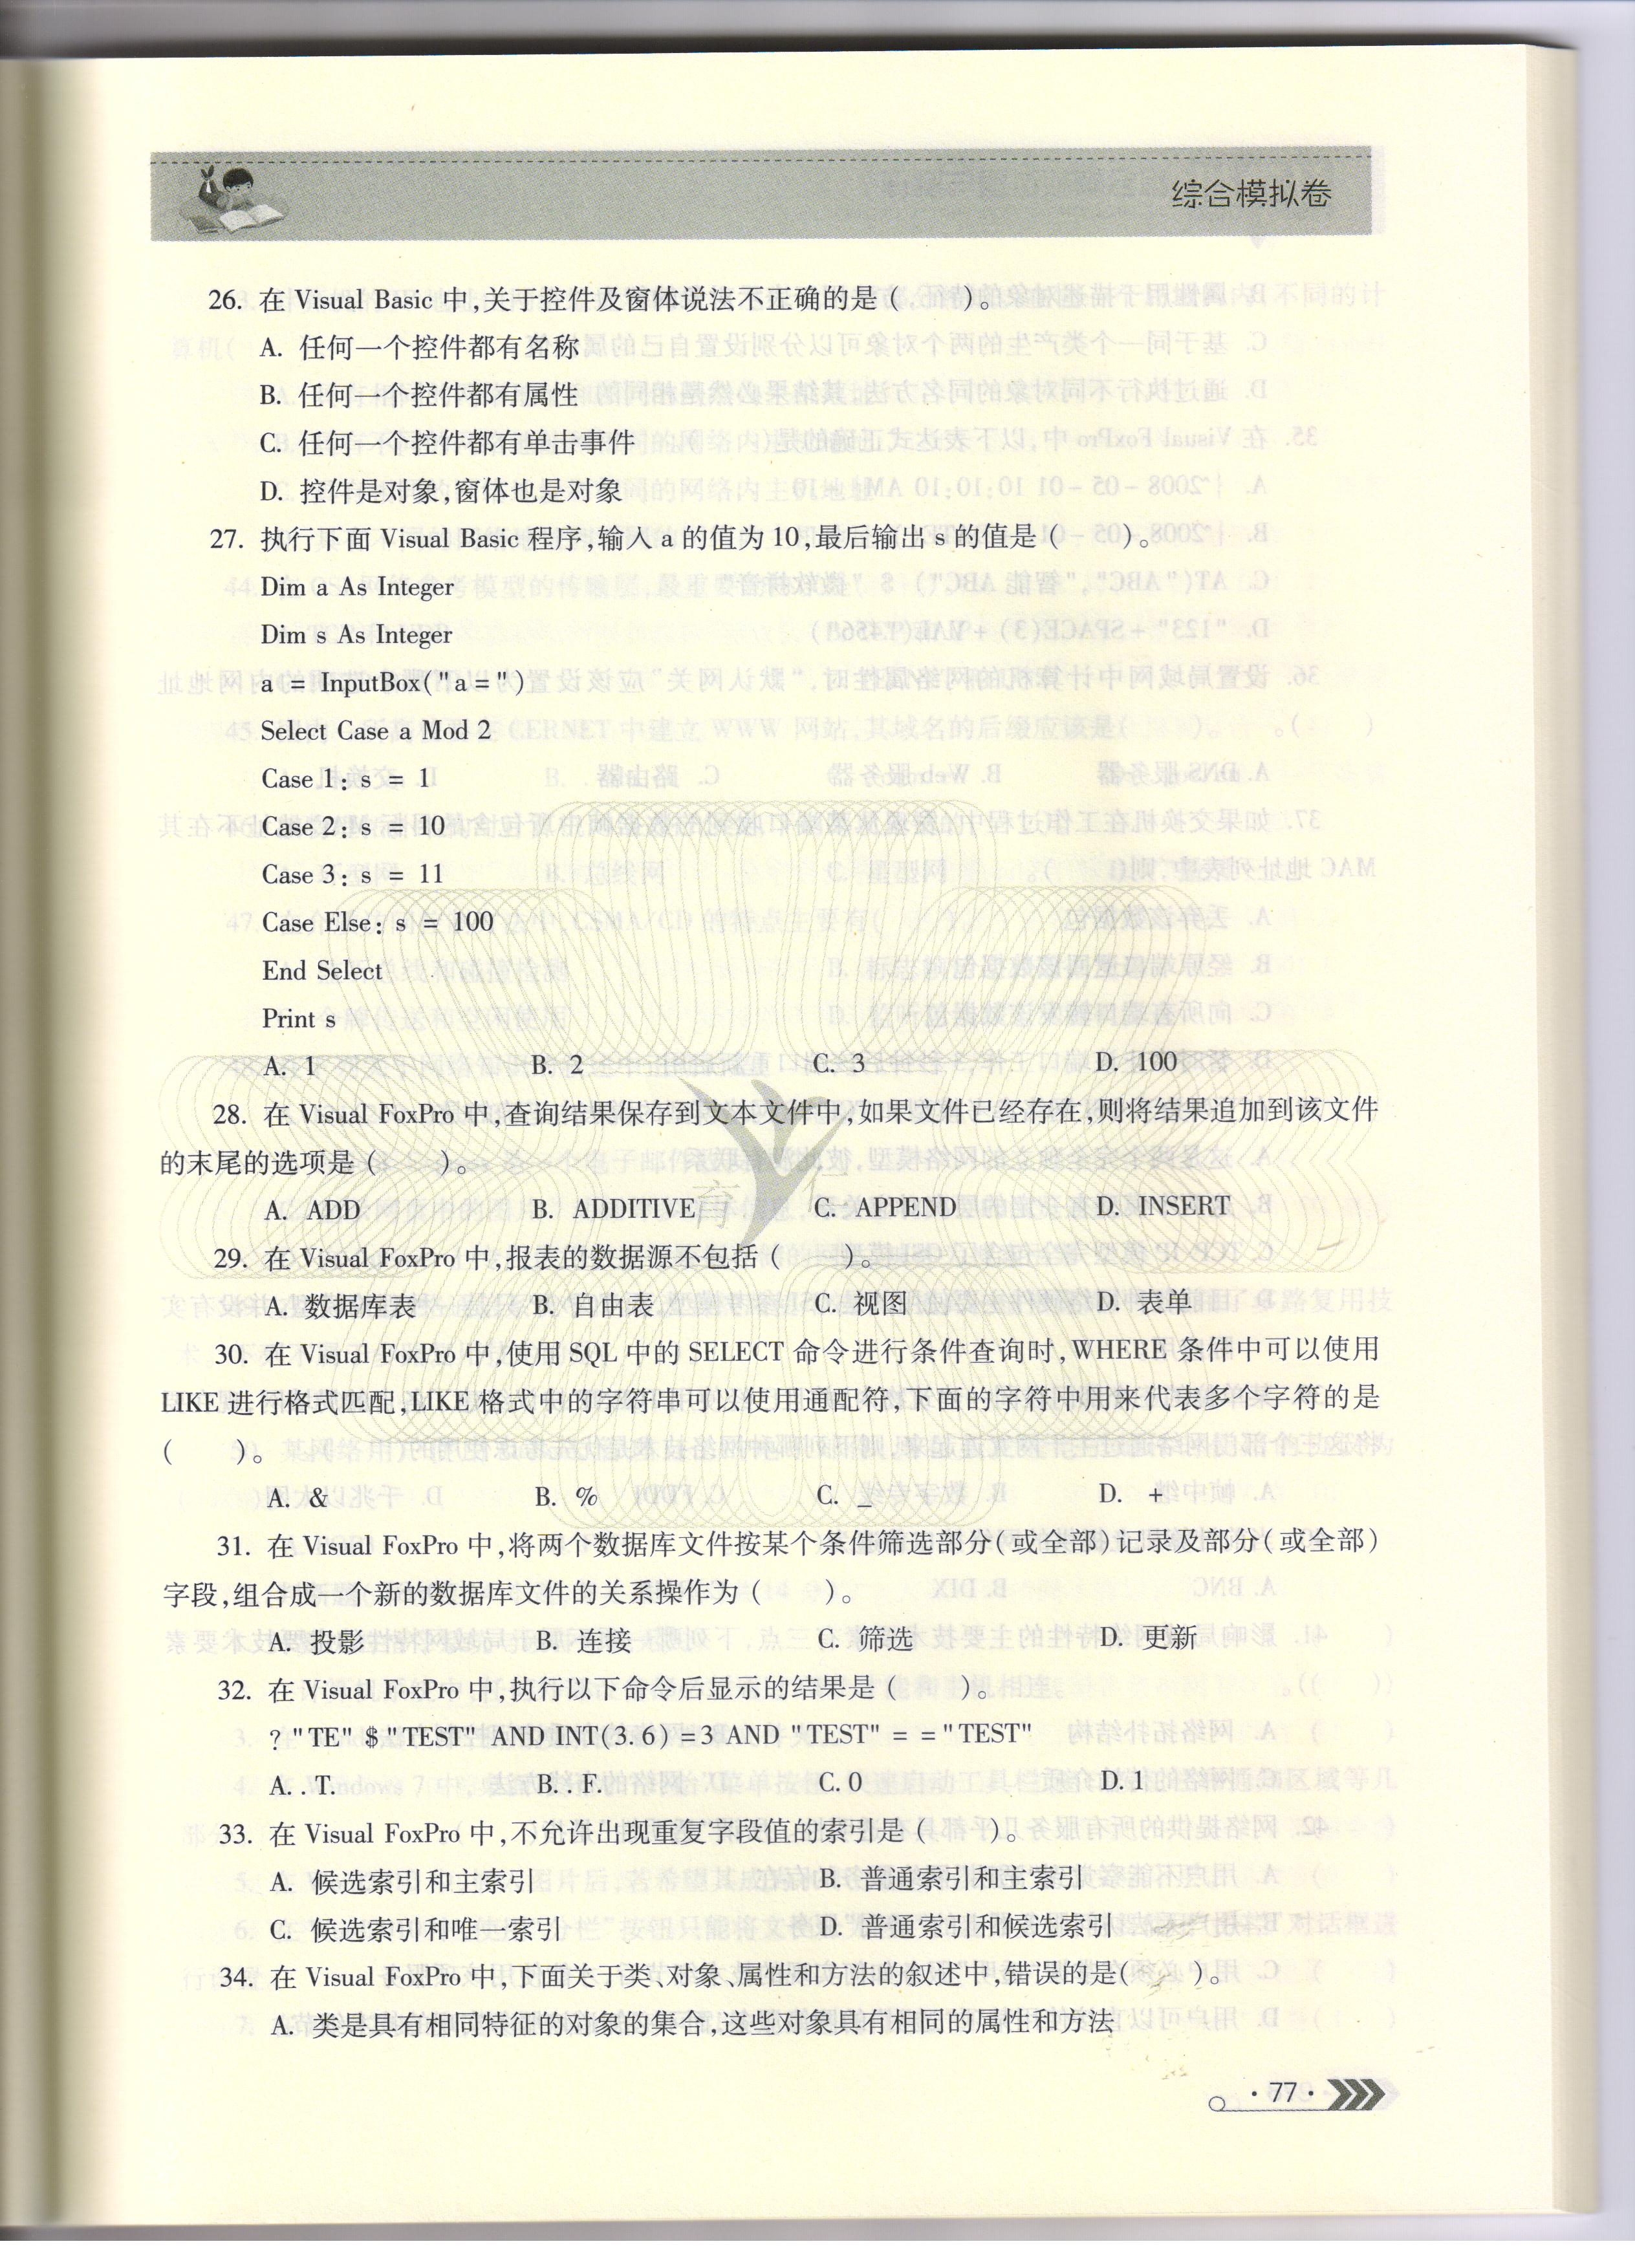 综合模拟卷
26. 在 Visual Basic 中,关于控件及窗体说法不正确的是(　　)。
A. 任何一个控件都有名称
B. 任何一个控件都有属性
C. 任何一个控件都有单击事件
D. 控件是对象,窗体也是对象
27. 执行下面 Visual Basic 程序,输入 a 的值为 10,最后输出 s 的值是(　　)。
Dim a As Integer
Dim s As Integer
a = InputBox("a=")
Select Case a Mod 2
Case 1: s = 1
Case 2: s = 10
Case 3: s = 11
Case Else: s = 100
End Select
Print s
A. 1　B. 2　C. 3　D. 100
28. 在 Visual FoxPro 中,查询结果保存到文本文件中,如果文件已经存在,则将结果追加到该文件
的末尾的选项是(　　)。
A. ADD　B. ADDITIVE　C. APPEND　D. INSERT
29. 在 Visual FoxPro 中,报表的数据源不包括(　　)。
A. 数据库表　B. 自由表　C. 视图　D. 表单
30. 在 Visual FoxPro 中,使用 SQL 中的 SELECT 命令进行条件查询时,WHERE 条件中可以使用
LIKE 进行格式匹配,LIKE 格式中的字符串可以使用通配符,下面的字符中用来代表多个字符的是
(　　)。
A. &　B. %　C. _　D. +
31. 在 Visual FoxPro 中,将两个数据库文件按某个条件筛选部分(或全部)记录及部分(或全部)
字段,组合成一个新的数据库文件的关系操作为(　　)。
A. 投影　B. 连接　C. 筛选　D. 更新
32. 在 Visual FoxPro 中,执行以下命令后显示的结果是(　　)。
? "TE" $ "TEST" AND INT(3.6)=3 AND "TEST" = ="TEST"
A. .T.　B. .F.　C. 0　D. 1
33. 在 Visual FoxPro 中,不允许出现重复字段值的索引是(　　)。
A. 候选索引和主索引　B. 普通索引和主索引
C. 候选索引和唯一索引　D. 普通索引和候选索引
34. 在 Visual FoxPro 中,下面关于类、对象、属性和方法的叙述中,错误的是(　　)。
A. 类是具有相同特征的对象的集合,这些对象具有相同的属性和方法
· 77 ·